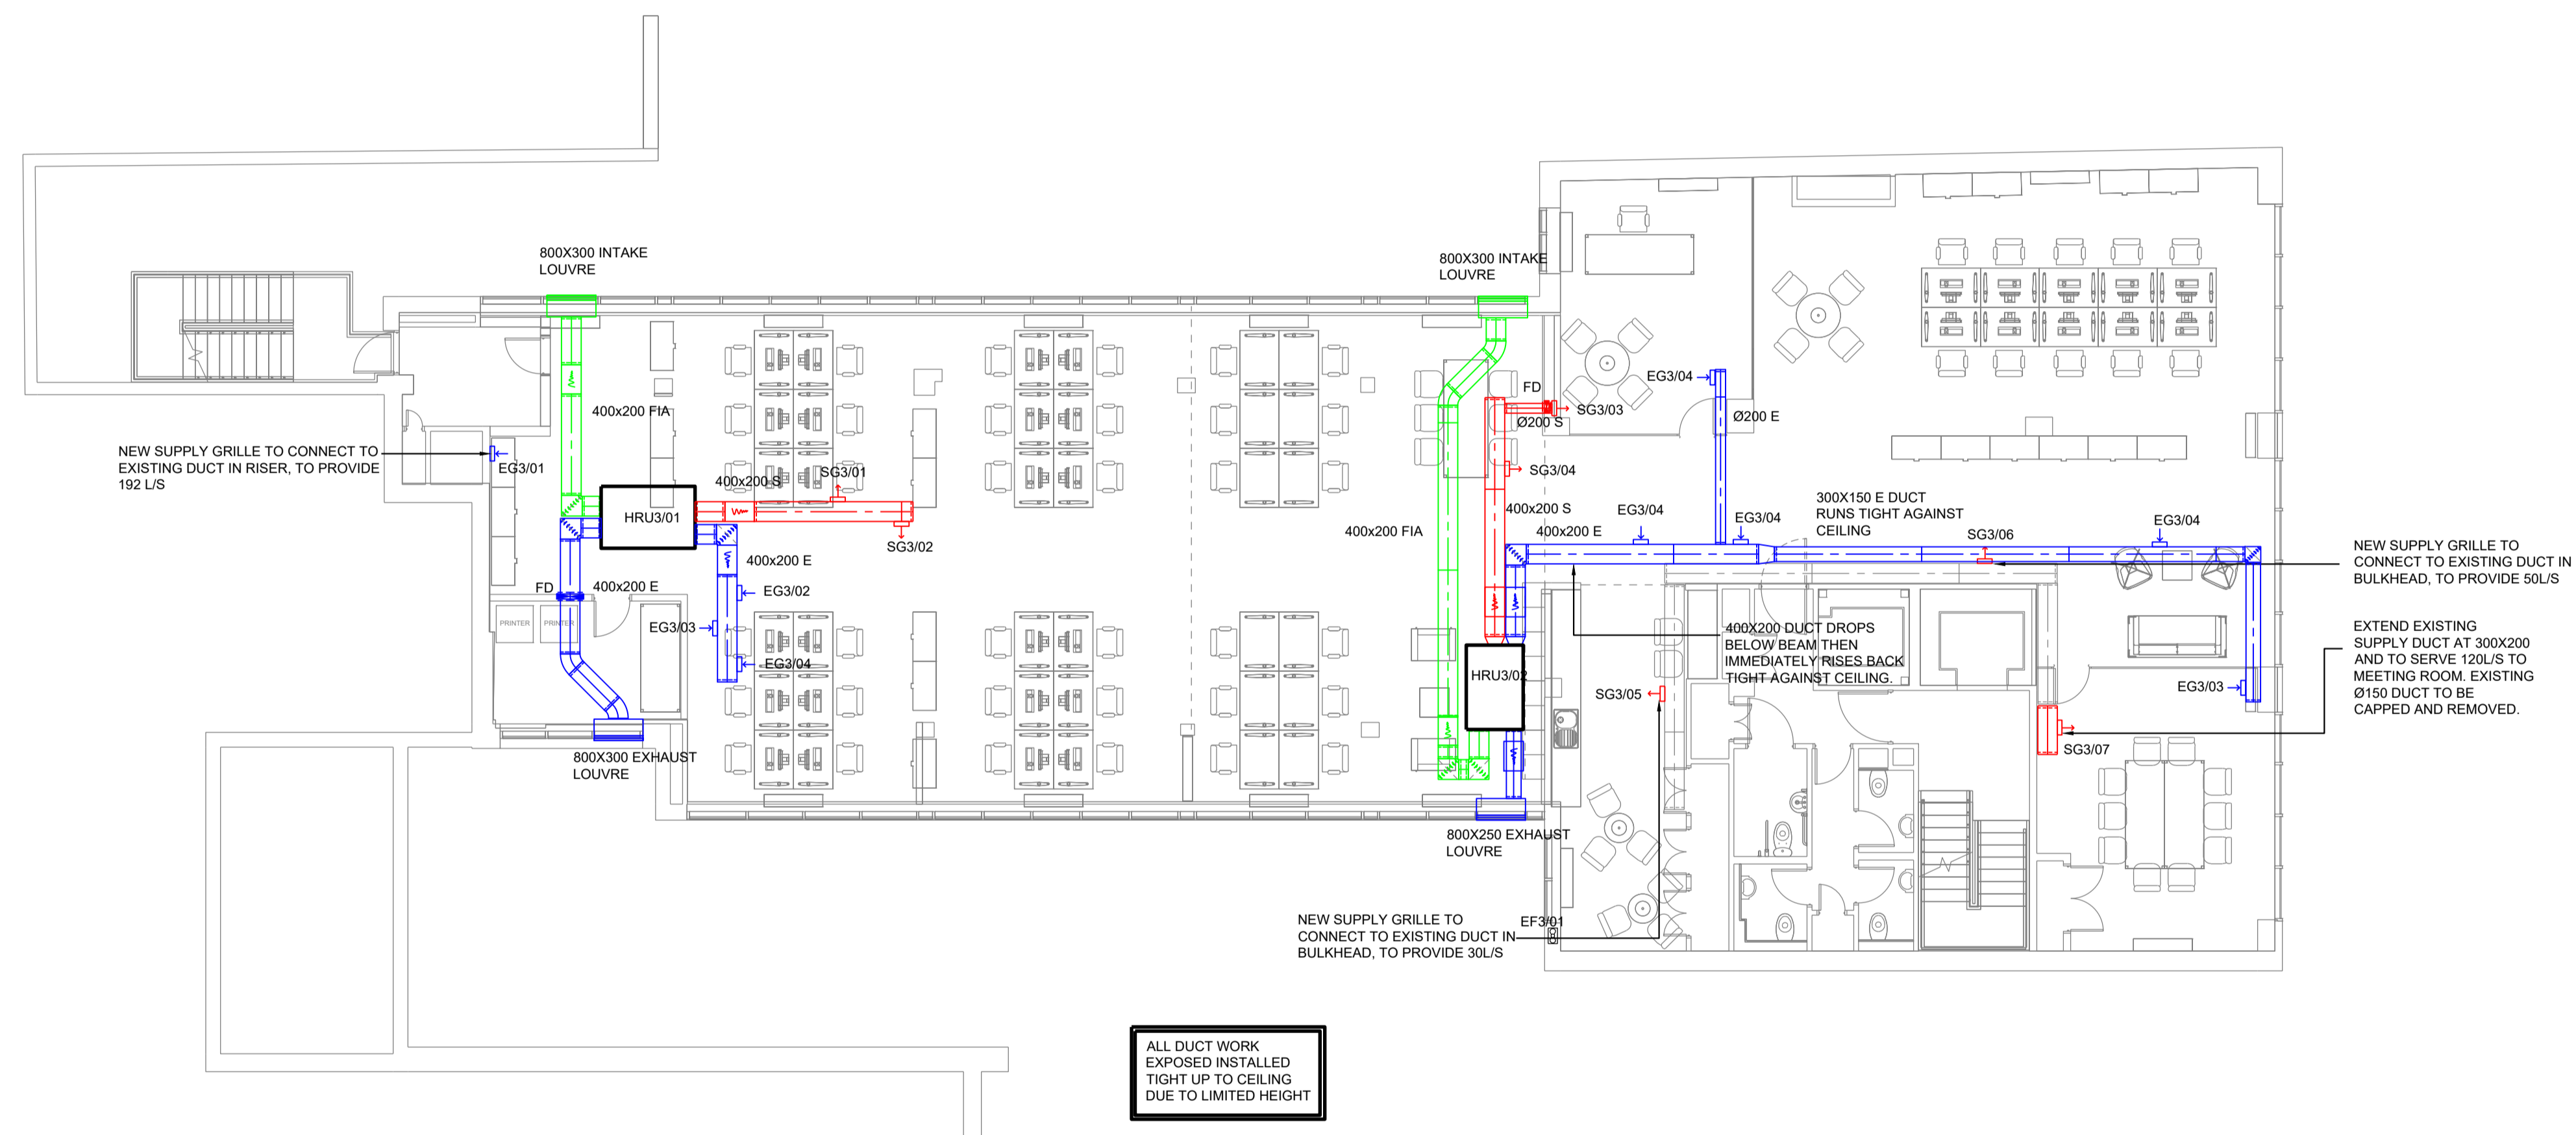 800X300 INTAKE
LOUVRE
800X300 INTAKE
LOUVRE
EG3/04
FD
SG3/03
Ø200 S
Ø200 E
400x200 FIA
NEW SUPPLY GRILLE TO CONNECT TO
EXISTING DUCT IN RISER, TO PROVIDE
192 L/S
EG3/01
SG3/01
400x200 S
SG3/04
HRU3/01
SG3/02
400x200 S
400x200 FIA
400x200 E
EG3/04
EG3/04
300X150 E DUCT
RUNS TIGHT AGAINST
CEILING
SG3/06
EG3/04
NEW SUPPLY GRILLE TO
CONNECT TO EXISTING DUCT IN
BULKHEAD, TO PROVIDE 50L/S
400x200 E
FD
400x200 E
EG3/02
EG3/03
EG3/04
PRINTER
PRINTER
400X200 DUCT DROPS
BELOW BEAM THEN
IMMEDIATELY RISES BACK
TIGHT AGAINST CEILING.
EXTEND EXISTING
SUPPLY DUCT AT 300X200
AND TO SERVE 120L/S TO
MEETING ROOM. EXISTING
Ø150 DUCT TO BE
CAPPED AND REMOVED.
HRU3/02
SG3/05
EG3/03
SG3/07
800X300 EXHAUST
LOUVRE
800X250 EXHAUST
LOUVRE
NEW SUPPLY GRILLE TO
CONNECT TO EXISTING DUCT IN
BULKHEAD, TO PROVIDE 30L/S
EF3/01
ALL DUCT WORK
EXPOSED INSTALLED
TIGHT UP TO CEILING
DUE TO LIMITED HEIGHT